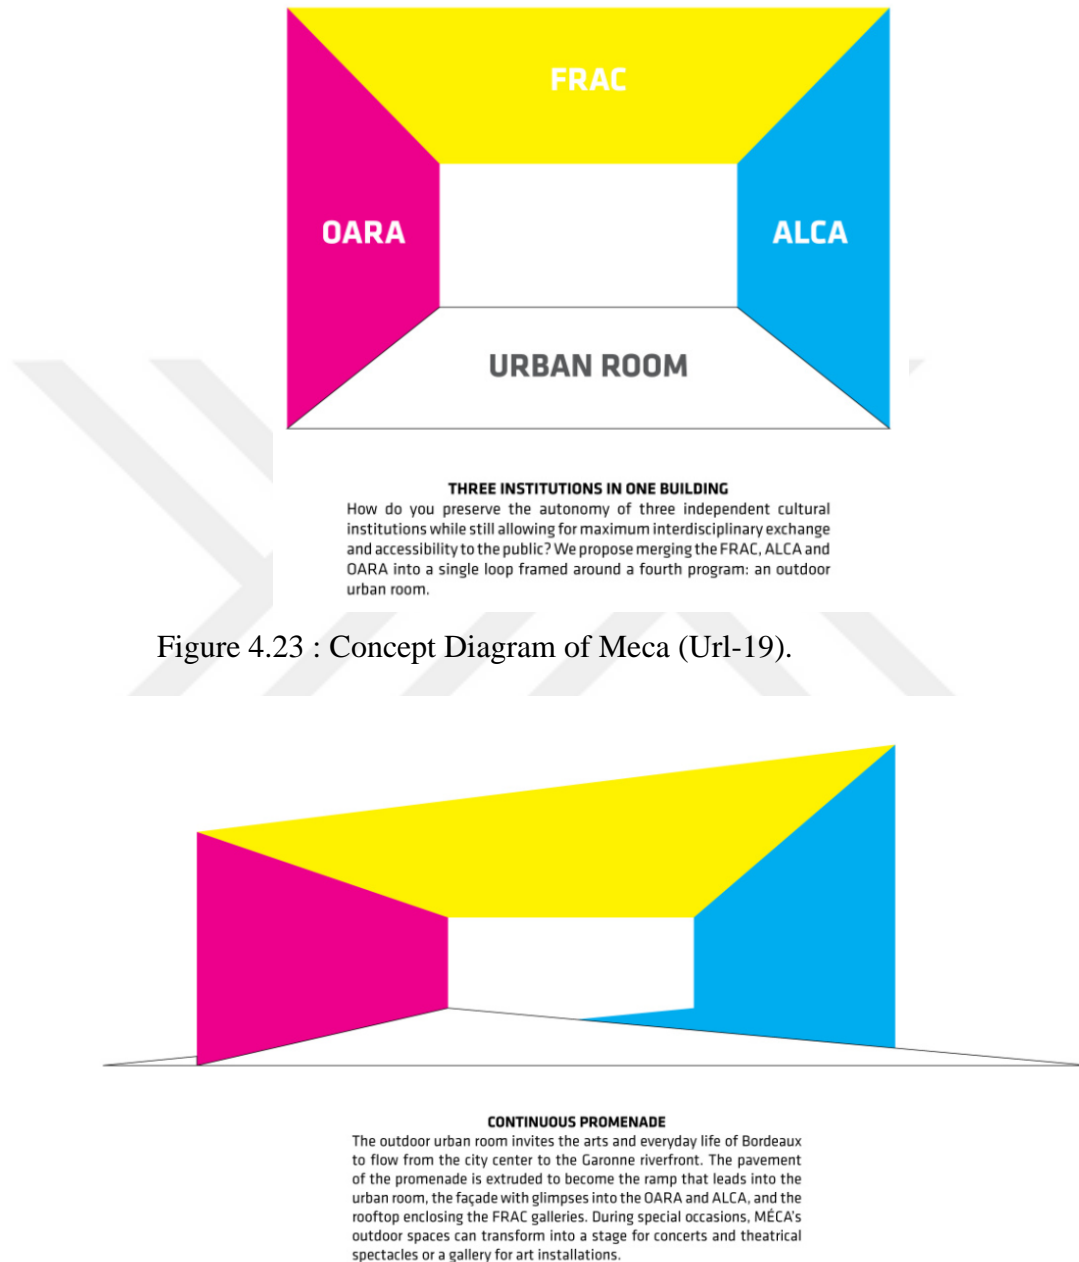 FRAC
OARA
ALCA
URBAN ROOM
THREE INSTITUTIONS IN ONE BUILDING
How do you preserve the autonomy of three independent cultural
institutions while still allowing for maximum interdisciplinary exchange
and accessibility to the public? We propose merging the FRAC, ALCA and
OARA into a single loop framed around a fourth program: an outdoor
urban room.
Figure 4.23 : Concept Diagram of Meca (Url-19).
CONTINUOUS PROMENADE
The outdoor urban room invites the arts and everyday life of Bordeaux
to flow from the city center to the Garonne riverfront. The pavement
of the promenade is extruded to become the ramp that leads into the
urban room, the façade with glimpses into the OARA and ALCA, and the
rooftop enclosing the FRAC galleries. During special occasions, MÉCA's
outdoor spaces can transform into a stage for concerts and theatrical
spectacles or a gallery for art installations.